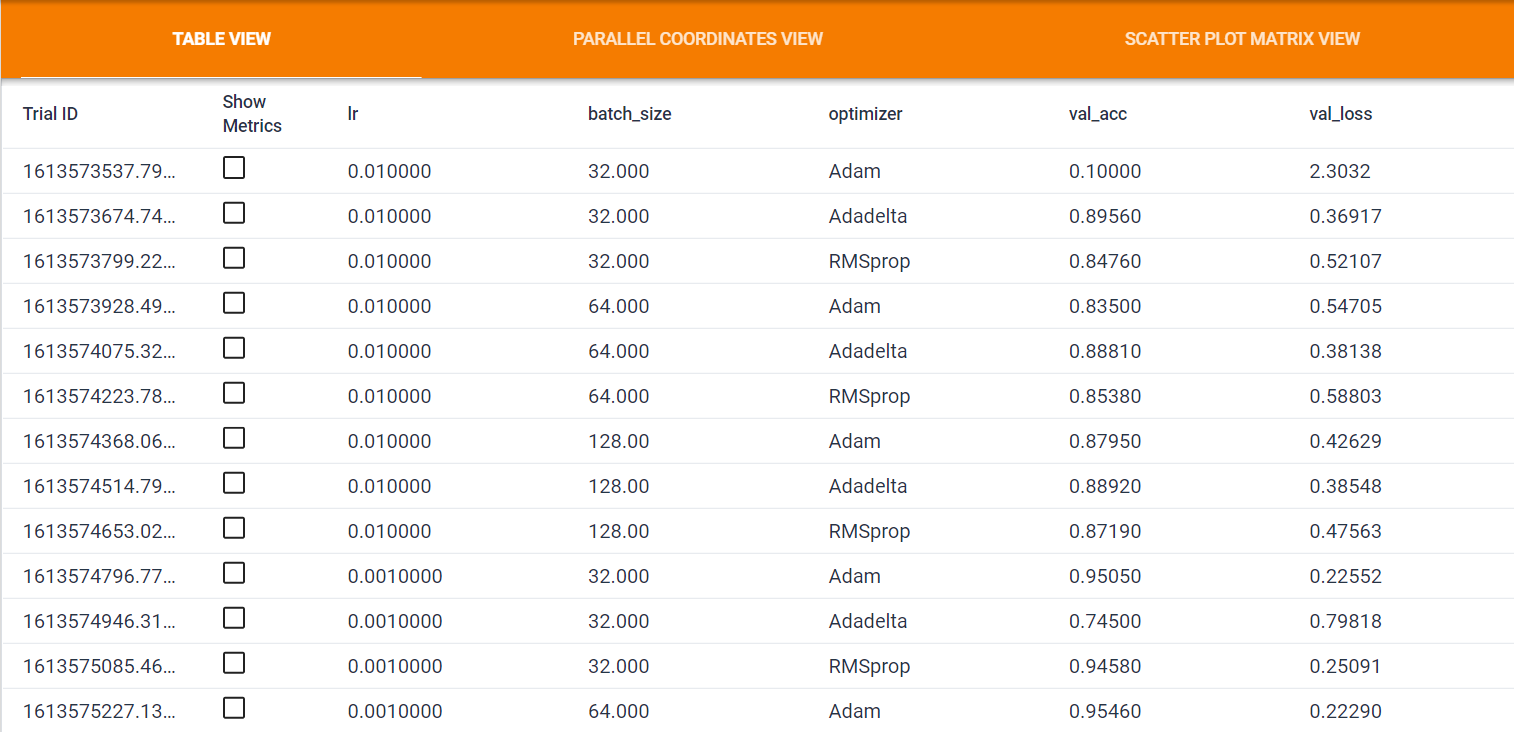 TABLE VIEW PARALLEL COORDINATES VIEW SCATTER PLOT MATRIX VIEW
Trial ID Show Metrics lr batch_size optimizer val_acc val_loss
1613573537.79... 0.010000 32.000 Adam 0.10000 2.3032
1613573674.74... 0.010000 32.000 Adadelta 0.89560 0.36917
1613573799.22... 0.010000 32.000 RMSprop 0.84760 0.52107
1613573928.49... 0.010000 64.000 Adam 0.83500 0.54705
1613574075.32... 0.010000 64.000 Adadelta 0.88810 0.38138
1613574223.78... 0.010000 64.000 RMSprop 0.85380 0.58803
1613574368.06... 0.010000 128.00 Adam 0.87950 0.42629
1613574514.79... 0.010000 128.00 Adadelta 0.88920 0.38548
1613574653.02... 0.010000 128.00 RMSprop 0.87190 0.47563
1613574796.77... 0.0010000 32.000 Adam 0.95050 0.22552
1613574946.31... 0.0010000 32.000 Adadelta 0.74500 0.79818
1613575085.46... 0.0010000 32.000 RMSprop 0.94580 0.25091
1613575227.13... 0.0010000 64.000 Adam 0.95460 0.22290